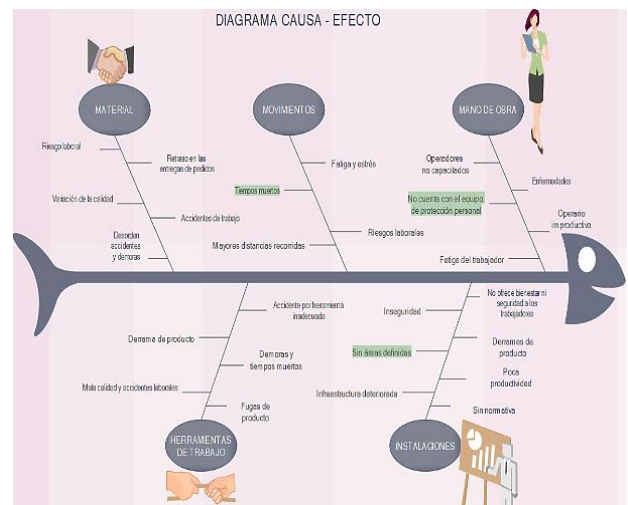 DIAGRAMA CAUSA - EFECTO
MATERIAL
MOVIMIENTOS
MANO DE OBRA
Riesgo laboral
Retraso en las
entregas de pedidos
Variación de la calidad
Accidentes de trabajo
Desorden
accidentes
y demoras
Fatiga y estrés
Tiempos muertos
Riesgos laborales
Mayores distancias recorridas
Operadores
no capacitados
Enfermedades
No cuenta con el equipo
de protección personal
Operario
improductivo
Fatiga del trabajador
Accidente por herramienta
inadecuada
Derrame de producto
Demoras y
tiempos muertos
Mala calidad y accidentes laborales
Fugas de
producto
HERRAMIENTAS
DE TRABAJO
No ofrece bienestar ni
seguridad a los
trabajadores
Inseguridad
Derrames de
producto
Sin áreas definidas
Poca
productividad
Infraestructura deteriorada
Sin normativa
INSTALACIONES